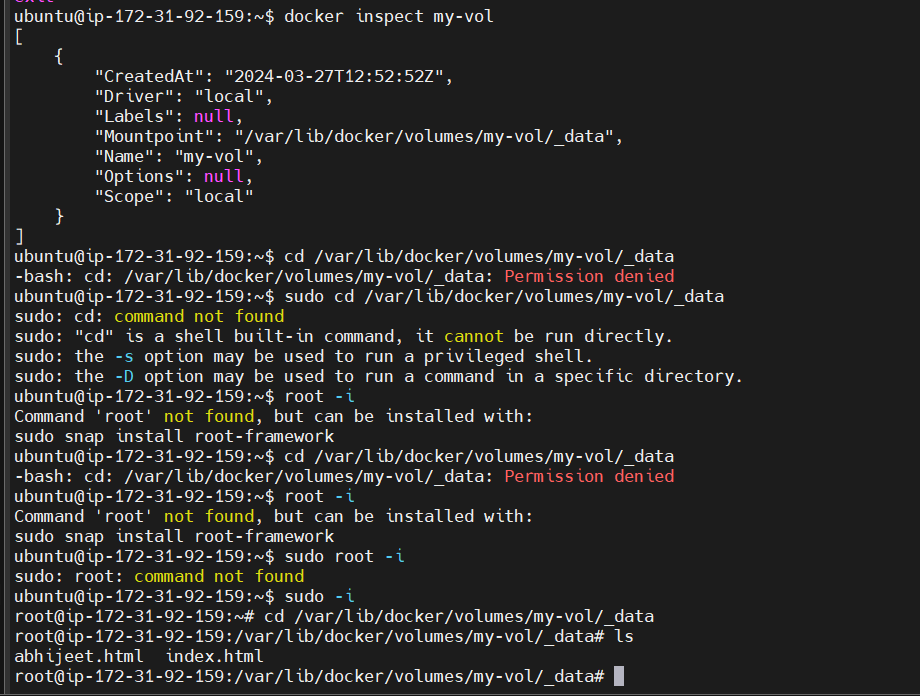 ubuntu@ip-172-31-92-159:~$ docker inspect my-vol
[
    {
        "CreatedAt": "2024-03-27T12:52:52Z",
        "Driver": "local",
        "Labels": null,
        "Mountpoint": "/var/lib/docker/volumes/my-vol/_data",
        "Name": "my-vol",
        "Options": null,
        "Scope": "local"
    }
]
ubuntu@ip-172-31-92-159:~$ cd /var/lib/docker/volumes/my-vol/_data
-bash: cd: /var/lib/docker/volumes/my-vol/_data: Permission denied
ubuntu@ip-172-31-92-159:~$ sudo cd /var/lib/docker/volumes/my-vol/_data
sudo: cd: command not found
sudo: "cd" is a shell built-in command, it cannot be run directly.
sudo: the -s option may be used to run a privileged shell.
sudo: the -D option may be used to run a command in a specific directory.
ubuntu@ip-172-31-92-159:~$ root -i
Command 'root' not found, but can be installed with:
sudo snap install root-framework
ubuntu@ip-172-31-92-159:~$ cd /var/lib/docker/volumes/my-vol/_data
-bash: cd: /var/lib/docker/volumes/my-vol/_data: Permission denied
ubuntu@ip-172-31-92-159:~$ root -i
Command 'root' not found, but can be installed with:
sudo snap install root-framework
ubuntu@ip-172-31-92-159:~$ sudo root -i
sudo: root: command not found
ubuntu@ip-172-31-92-159:~$ sudo -i
root@ip-172-31-92-159:~# cd /var/lib/docker/volumes/my-vol/_data
root@ip-172-31-92-159:/var/lib/docker/volumes/my-vol/_data# ls
abhijeet.html  index.html
root@ip-172-31-92-159:/var/lib/docker/volumes/my-vol/_data#